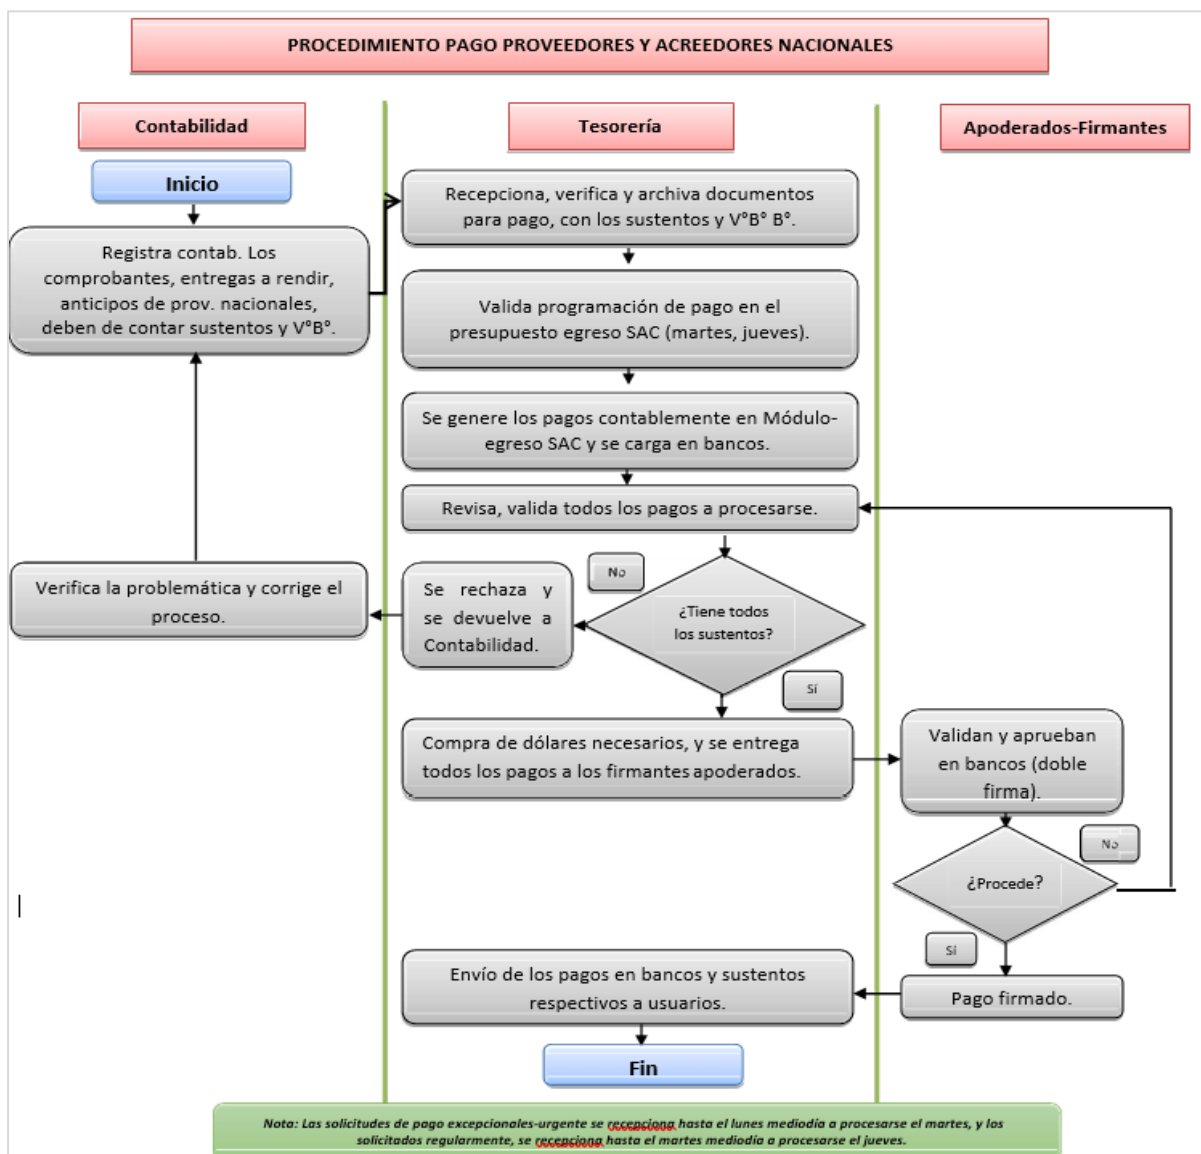 PROCEDIMIENTO PAGO PROVEEDORES Y ACREEDORES NACIONALES
Contabilidad
Tesorería
Apoderados-Firmantes
Inicio
Registra contab. Los
comprobantes, entregas a rendir,
anticipos de prov. nacionales,
deben de contar sustentos y V°B°.
Recepciona, verifica y archiva documentos
para pago, con los sustentos y V°B° B°.
Valida programación de pago en el
presupuesto egreso SAC (martes, jueves).
Se genere los pagos contablemente en Módulo-
egreso SAC y se carga en bancos.
Revisa, valida todos los pagos a procesarse.
No
¿Tiene todos
los sustentos?
Se rechaza y
se devuelve a
Contabilidad.
Verifica la problemática y corrige el
proceso.
Sí
Compra de dólares necesarios, y se entrega
todos los pagos a los firmantes apoderados.
Validan y aprueban
en bancos (doble
firma).
No
¿Procede?
Sí
Pago firmado.
Envío de los pagos en bancos y sustentos
respectivos a usuarios.
Fin
Nota: Las solicitudes de pago excepcionales-urgente se recepciona hasta el lunes mediodía a procesarse el martes, y los
solicitados regularmente, se recepciona hasta el martes mediodía a procesarse el jueves.